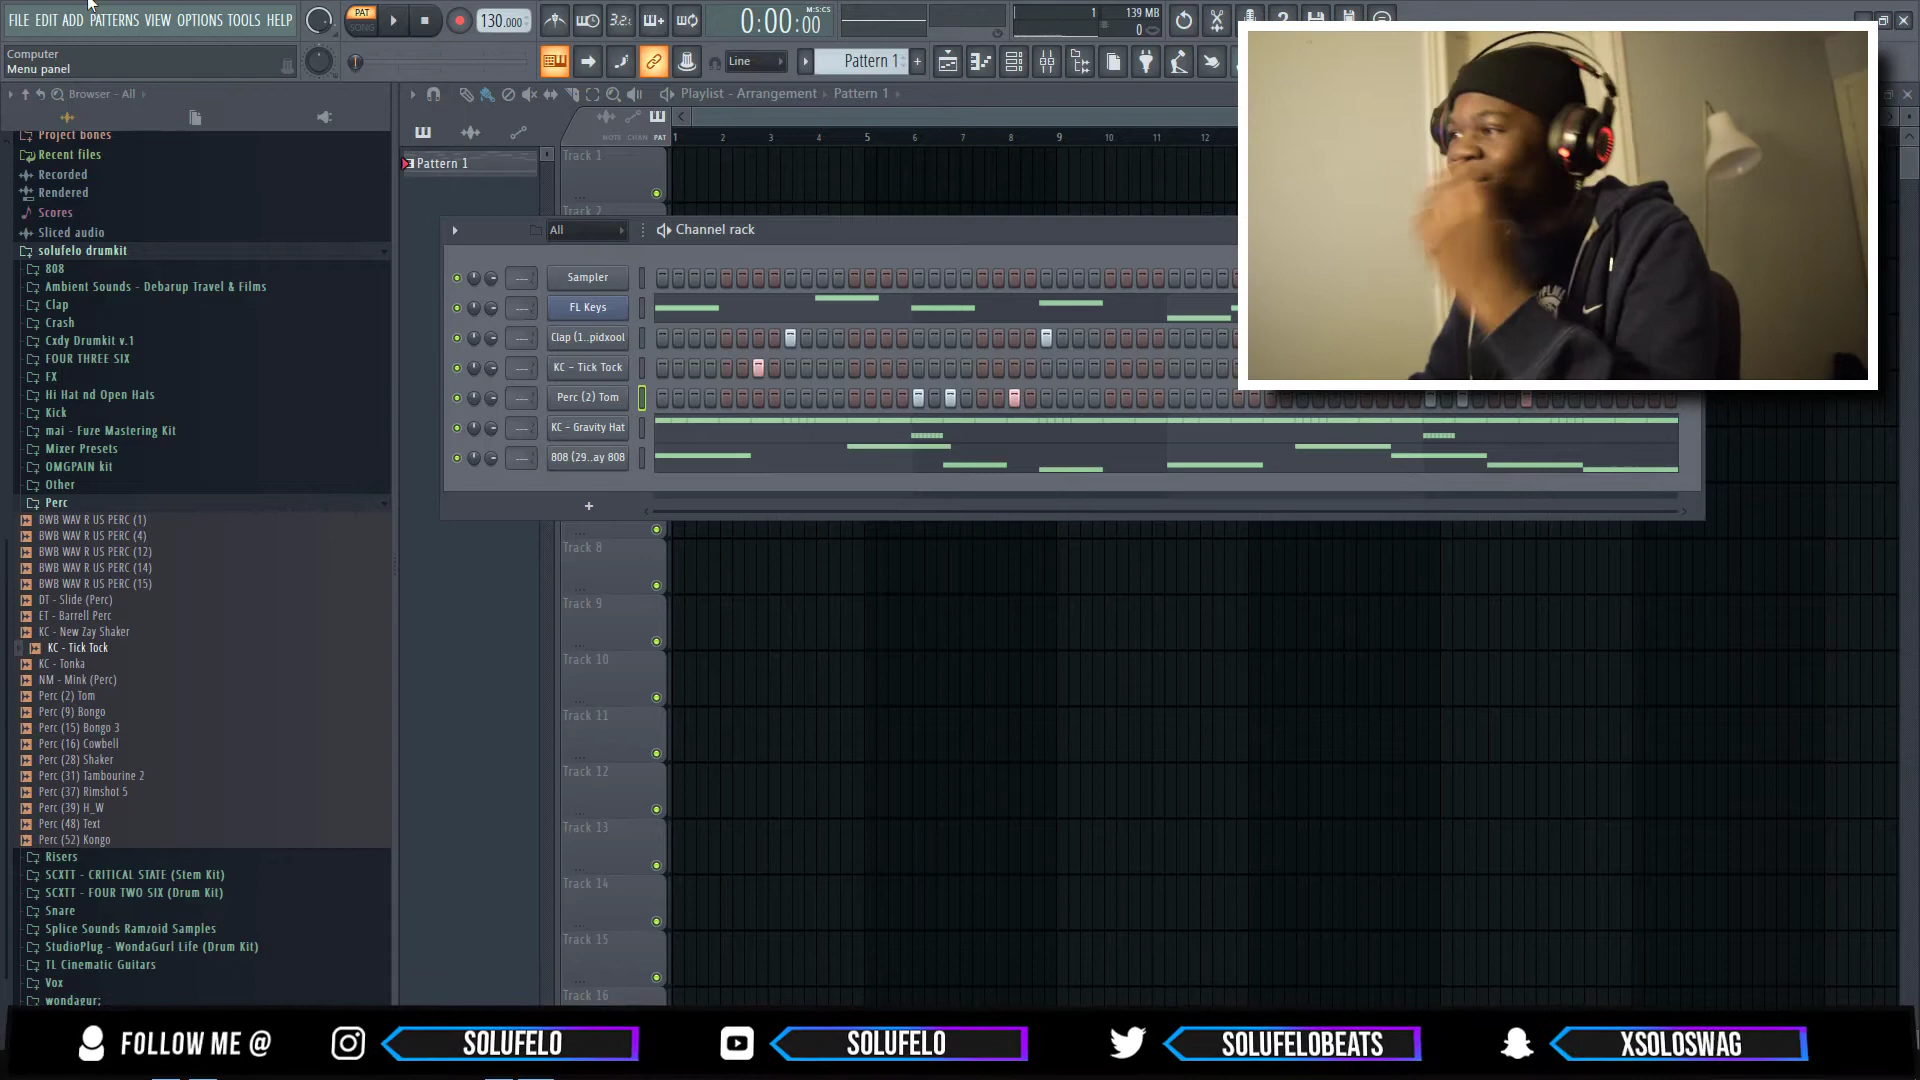 FILE EDIT ADD PATTERNS VIEW OPTIONS TOOLS HELP
PAT
SONG
130.000
3.2.
0:00:00
M:S:CS
1
139 MB
0
Computer
Menu panel
Line
Pattern 1
Browser - All
Playlist - Arrangement
Pattern 1
NOTE CHAN PAT
1 2 3 4 5 6 7 8 9 10 11 12
Project bones
Recent files
Recorded
Rendered
Scores
Sliced audio
solufelo drumkit
808
Ambient Sounds - Debarup Travel & Films
Clap
Crash
Cxdy Drumkit v.1
FOUR THREE SIX
FX
Hi Hat nd Open Hats
Kick
mai - Fuze Mastering Kit
Mixer Presets
OMGPAIN kit
Other
Perc
BWB WAV R US PERC (1)
BWB WAV R US PERC (4)
BWB WAV R US PERC (12)
BWB WAV R US PERC (14)
BWB WAV R US PERC (15)
DT - Slide (Perc)
ET - Barrell Perc
KC - New Zay Shaker
KC - Tick Tock
KC - Tonka
NM - Mink (Perc)
Perc (2) Tom
Perc (9) Bongo
Perc (15) Bongo 3
Perc (16) Cowbell
Perc (28) Shaker
Perc (31) Tambourine 2
Perc (37) Rimshot 5
Perc (39) H_W
Perc (48) Text
Perc (52) Kongo
Risers
SCXTT - CRITICAL STATE (Stem Kit)
SCXTT - FOUR TWO SIX (Drum Kit)
Snare
Splice Sounds Ramzoid Samples
StudioPlug - WondaGurl Life (Drum Kit)
TL Cinematic Guitars
Vox
wondagur;
Pattern 1
Track 1
Track 2
All
Channel rack
Sampler
FL Keys
Clap (1..pidxool
KC - Tick Tock
Perc (2) Tom
KC - Gravity Hat
808 (29...ay 808
Track 8
Track 9
Track 10
Track 11
Track 12
Track 13
Track 14
Track 15
Track 16
FOLLOW ME @
SOLUFELO
SOLUFELO
SOLUFELOBEATS
XSOLOSWAG